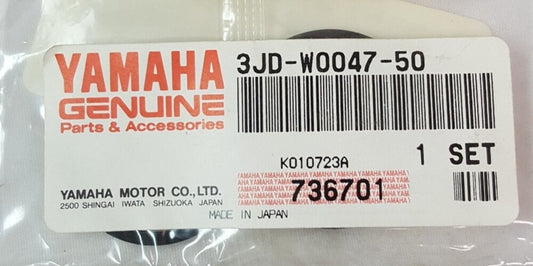 YAMAHA
GENUINE
Parts & Accessories
3JD-W0047-50
K010723A
1 SET
736701
YAMAHA MOTOR CO., LTD.
2500 SHINGAI IWATA SHIZUOKA JAPAN
MADE IN JAPAN